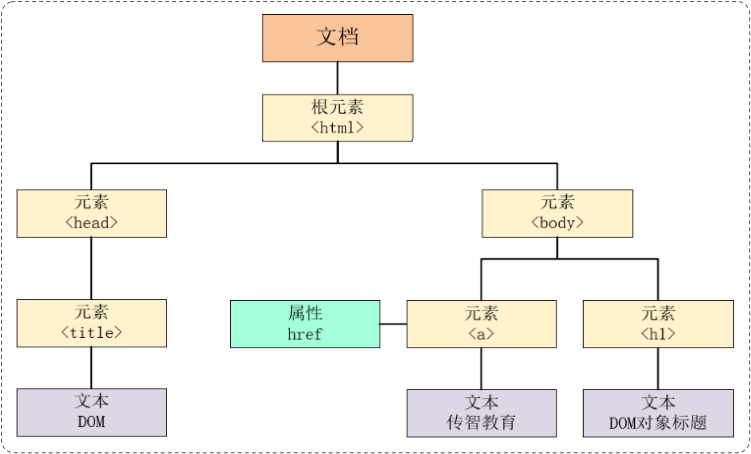 文档
根元素
<html>
元素
<head>
元素
<body>
元素
<title>
属性
href
元素
<a>
元素
<h1>
文本
DOM
文本
传智教育
文本
DOM对象标题